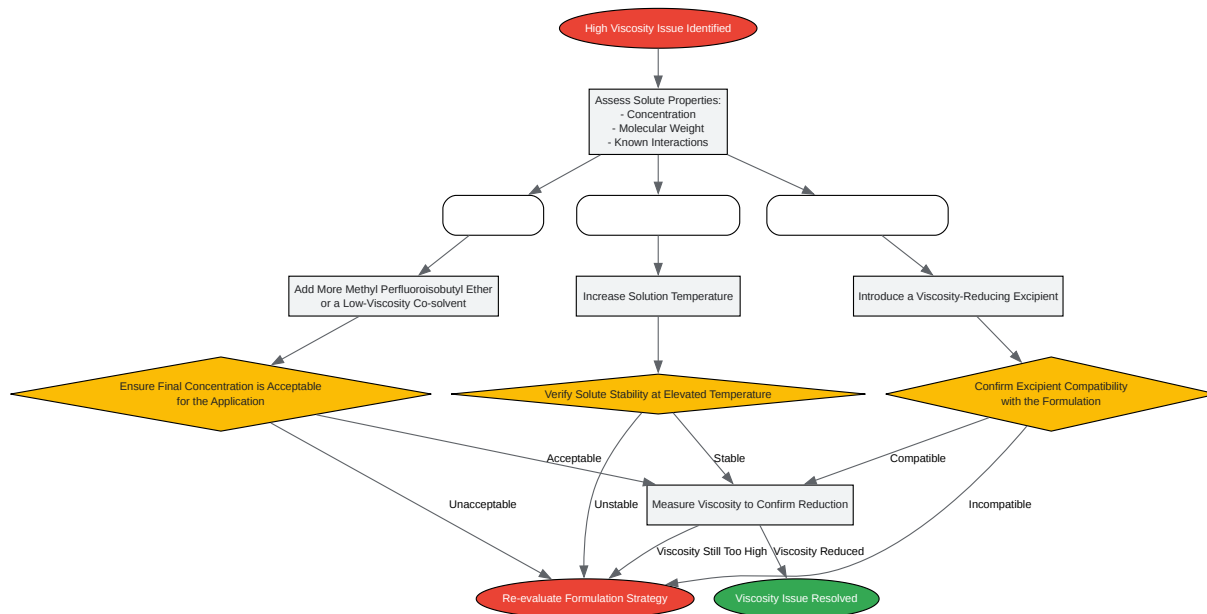 High Viscosity Issue Identified
Assess Solute Properties:
- Concentration
- Molecular Weight
- Known Interactions
Add More Methyl Perfluoroisobutyl Ether
or a Low-Viscosity Co-solvent
Increase Solution Temperature
Introduce a Viscosity-Reducing Excipient
Ensure Final Concentration is Acceptable
for the Application
Verify Solute Stability at Elevated Temperature
Confirm Excipient Compatibility
with the Formulation
Acceptable
Stable
Compatible
Unacceptable
Unstable
Measure Viscosity to Confirm Reduction
Incompatible
Viscosity Still Too High
Viscosity Reduced
Re-evaluate Formulation Strategy
Viscosity Issue Resolved